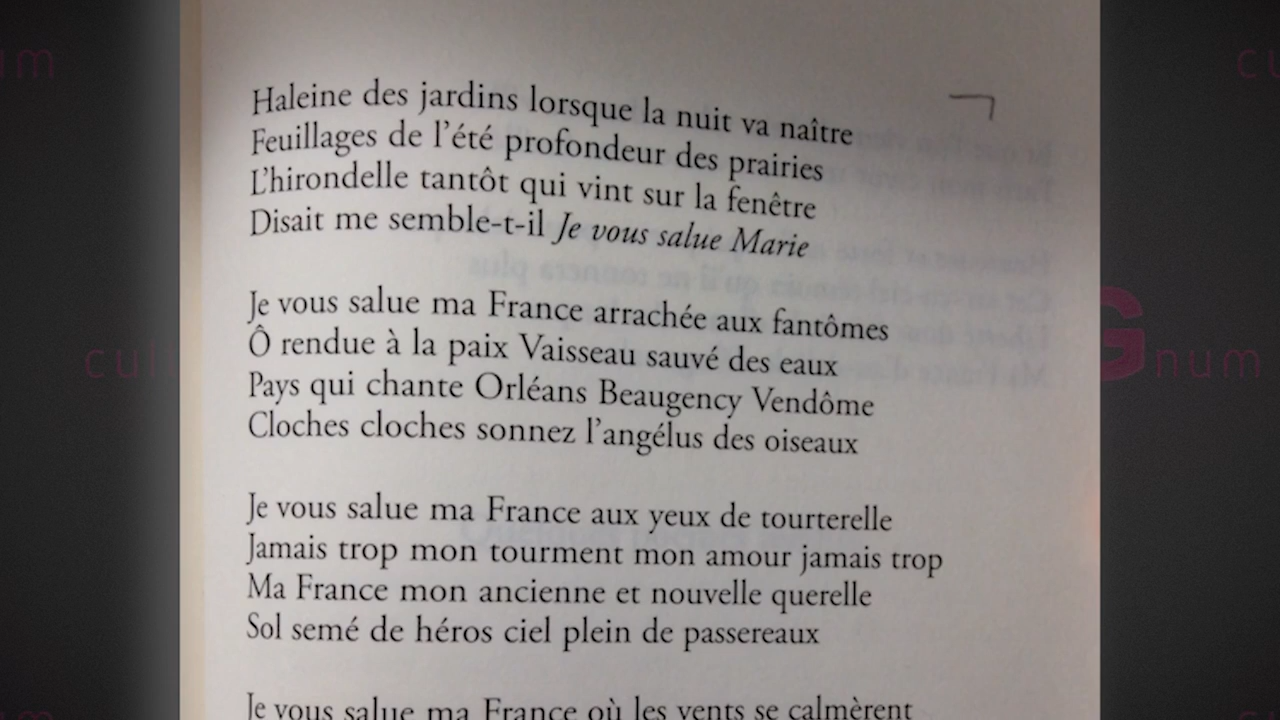 Haleine des jardins lorsque la nuit va naître
Feuillages de l'été profondeur des prairies
L'hirondelle tantôt qui vint sur la fenêtre
Disait me semble-t-il Je vous salue Marie
Je vous salue ma France arrachée aux fantômes
Ô rendue à la paix Vaisseau sauvé des eaux
Pays qui chante Orléans Beaugency Vendôme
Cloches cloches sonnez l'angélus des oiseaux
Je vous salue ma France aux yeux de tourterelle
Jamais trop mon tourment mon amour jamais trop
Ma France mon ancienne et nouvelle querelle
Sol semé de héros ciel plein de passereaux
Je vous salue ma France où les vents se calmèrent
Gnum